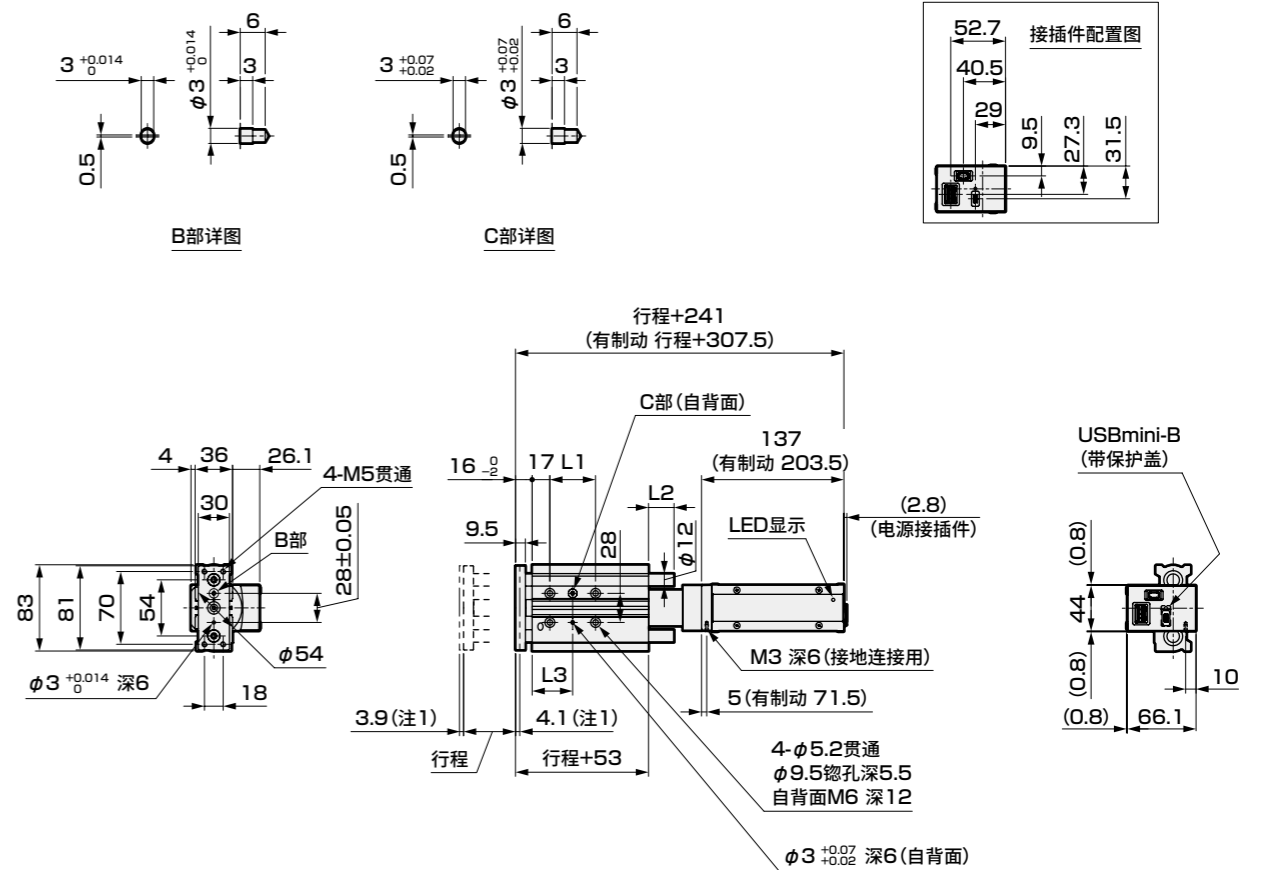 6
3 +0.014 0
φ3 +0.014 0
3
0.5
B部详图
6
3 +0.07 +0.02
φ3 +0.07 +0.02
3
0.5
C部详图
52.7
接插件配置图
40.5
29
9.5
27.3
31.5
行程+241
(有制动 行程+307.5)
C部(自背面)
137
(有制动 203.5)
16 0 -2
17
L1
L2
9.5
28
φ12
LED显示
(2.8)
(电源接插件)
USBmini-B
(带保护盖)
4
36
26.1
4-M5贯通
30
B部
28±0.05
83
81
70
54
φ54
φ3 +0.014 0 深6
18
(0.8)
44
(0.8)
10
(0.8)
66.1
L3
M3 深6(接地连接用)
5(有制动 71.5)
3.9(注1)
4.1(注1)
行程
行程+53
4-φ5.2贯通
φ9.5锪孔深5.5
自背面M6 深12
φ3 +0.07 +0.02 深6(自背面)